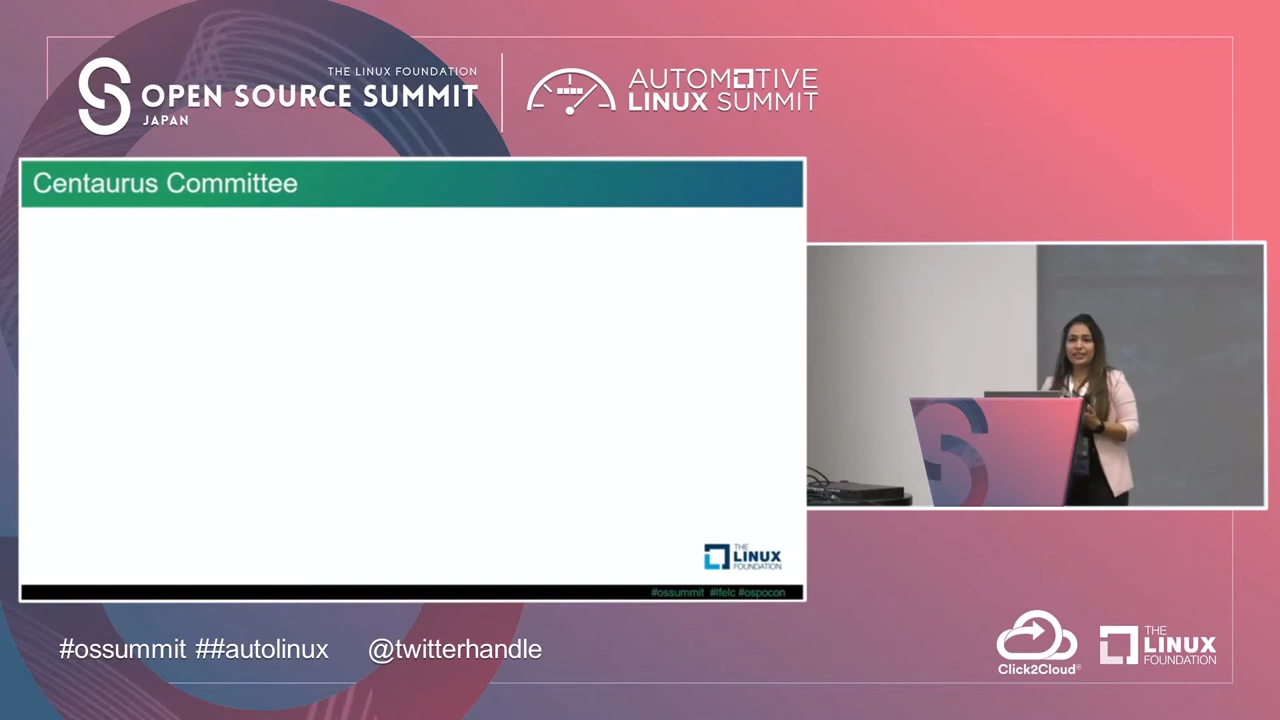 THE LINUX FOUNDATION
OPEN SOURCE SUMMIT
JAPAN
AUTOMOTIVE
LINUX SUMMIT
Centaurus Committee
THE
LINUX
FOUNDATION
#ossummit #lfelc #ospocon
#ossummit ##autolinux @twitterhandle
Click2Cloud®
THE
LINUX
FOUNDATION